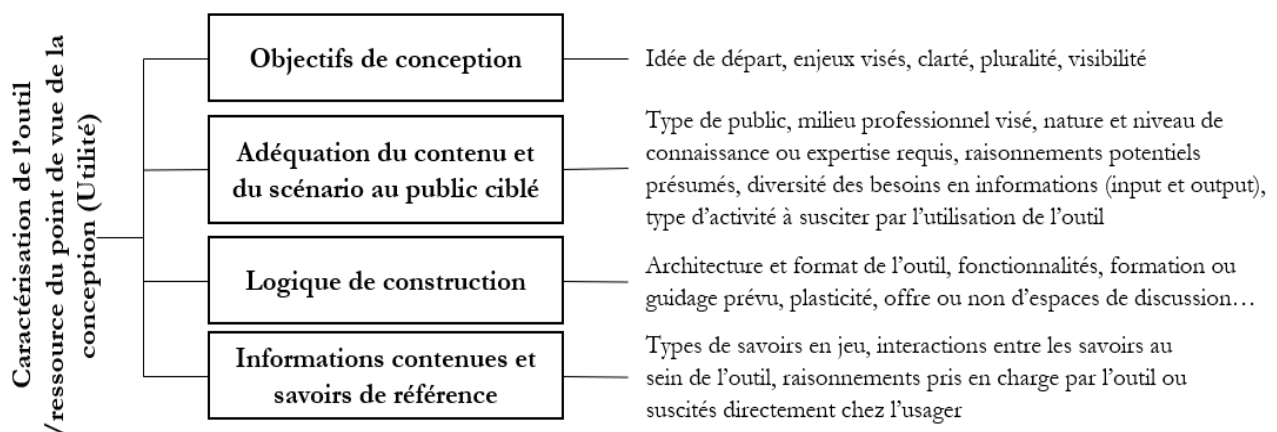 Caractérisation de l'outil
/ressource du point de vue de la
conception (Utilité)
Objectifs de conception
Idée de départ, enjeux visés, clarté, pluralité, visibilité
Adéquation du contenu et
du scénario au public ciblé
Type de public, milieu professionnel visé, nature et niveau de
connaissance ou expertise requis, raisonnements potentiels
présumés, diversité des besoins en informations (input et output),
type d'activité à susciter par l'utilisation de l'outil
Logique de construction
Architecture et format de l'outil, fonctionnalités, formation ou
guidage prévu, plasticité, offre ou non d'espaces de discussion…
Informations contenues et
savoirs de référence
Types de savoirs en jeu, interactions entre les savoirs au
sein de l'outil, raisonnements pris en charge par l'outil ou
suscités directement chez l'usager